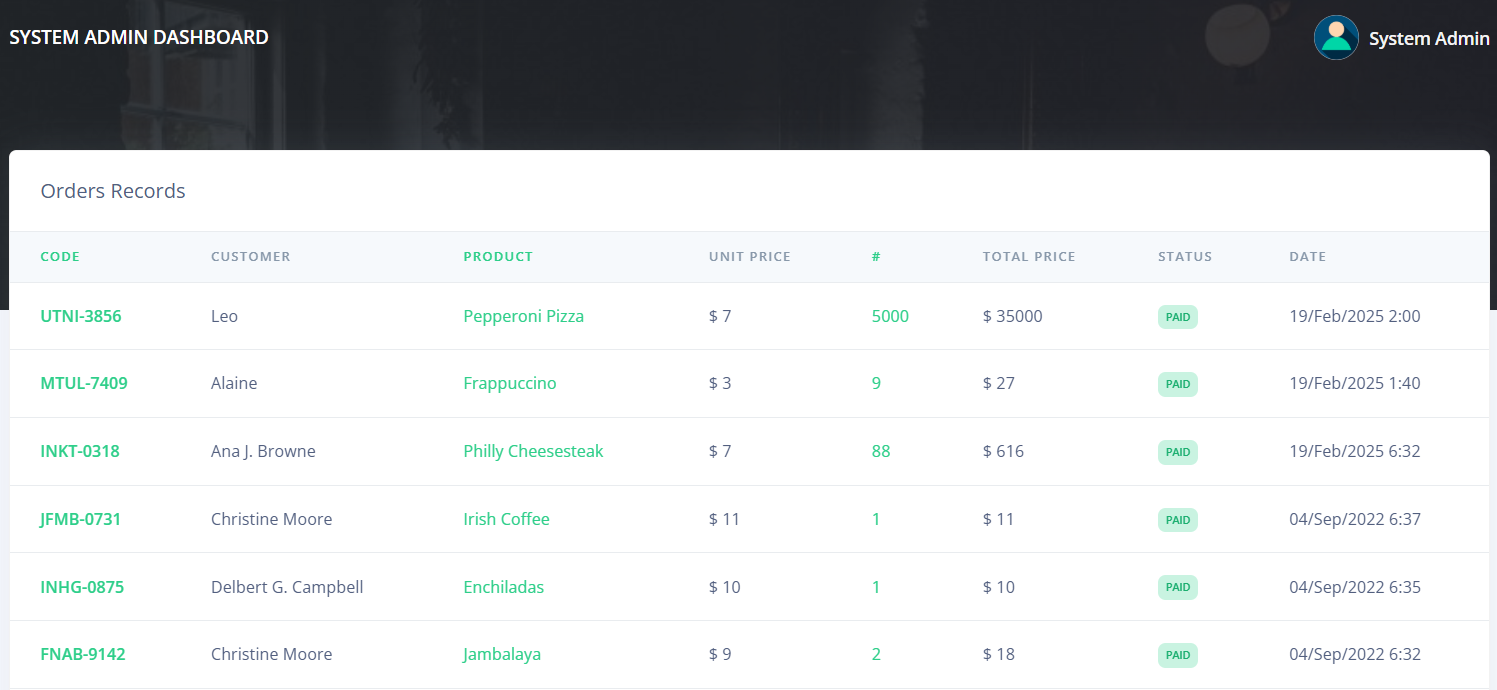 SYSTEM ADMIN DASHBOARD System Admin
Orders Records
CODE CUSTOMER PRODUCT UNIT PRICE # TOTAL PRICE STATUS DATE
UTNI-3856 Leo Pepperoni Pizza $ 7 5000 $ 35000 PAID 19/Feb/2025 2:00
MTUL-7409 Alaine Frappuccino $ 3 9 $ 27 PAID 19/Feb/2025 1:40
INKT-0318 Ana J. Browne Philly Cheesesteak $ 7 88 $ 616 PAID 19/Feb/2025 6:32
JFMB-0731 Christine Moore Irish Coffee $ 11 1 $ 11 PAID 04/Sep/2022 6:37
INHG-0875 Delbert G. Campbell Enchiladas $ 10 1 $ 10 PAID 04/Sep/2022 6:35
FNAB-9142 Christine Moore Jambalaya $ 9 2 $ 18 PAID 04/Sep/2022 6:32